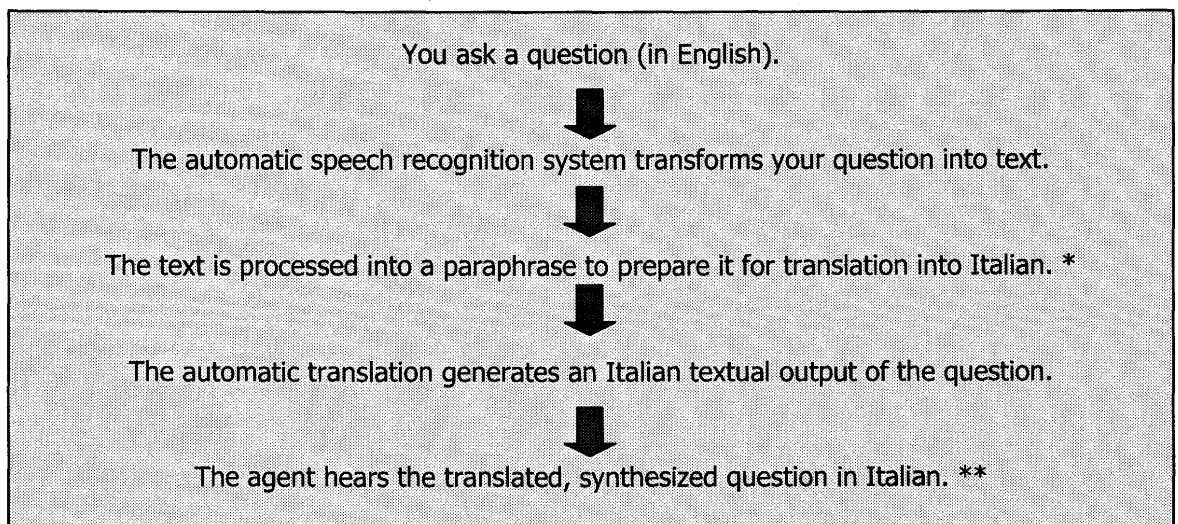 You ask a question (in English).
The automatic speech recognition system transforms your question into text.
The text is processed into a paraphrase to prepare it for translation into Italian. *
The automatic translation generates an Italian textual output of the question.
The agent hears the translated, synthesized question in Italian. **